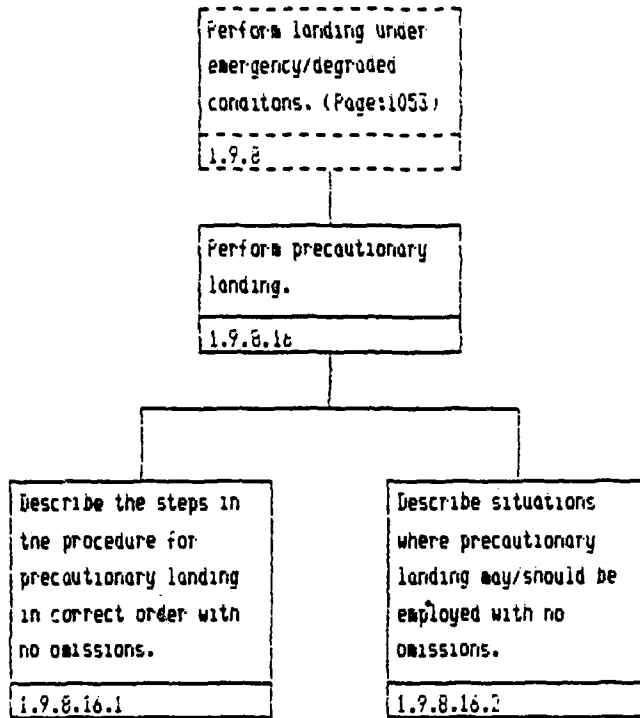 Perform landing under
emergency/degraded
conditons. (Page:1053)
1.9.8
Perform precautionary
landing.
1.9.8.16
Describe the steps in
the procedure for
precautionary landing
in correct order with
no omissions.
1.9.8.16.1
Describe situations
where precautionary
landing may/should be
employed with no
omissions.
1.9.8.16.2